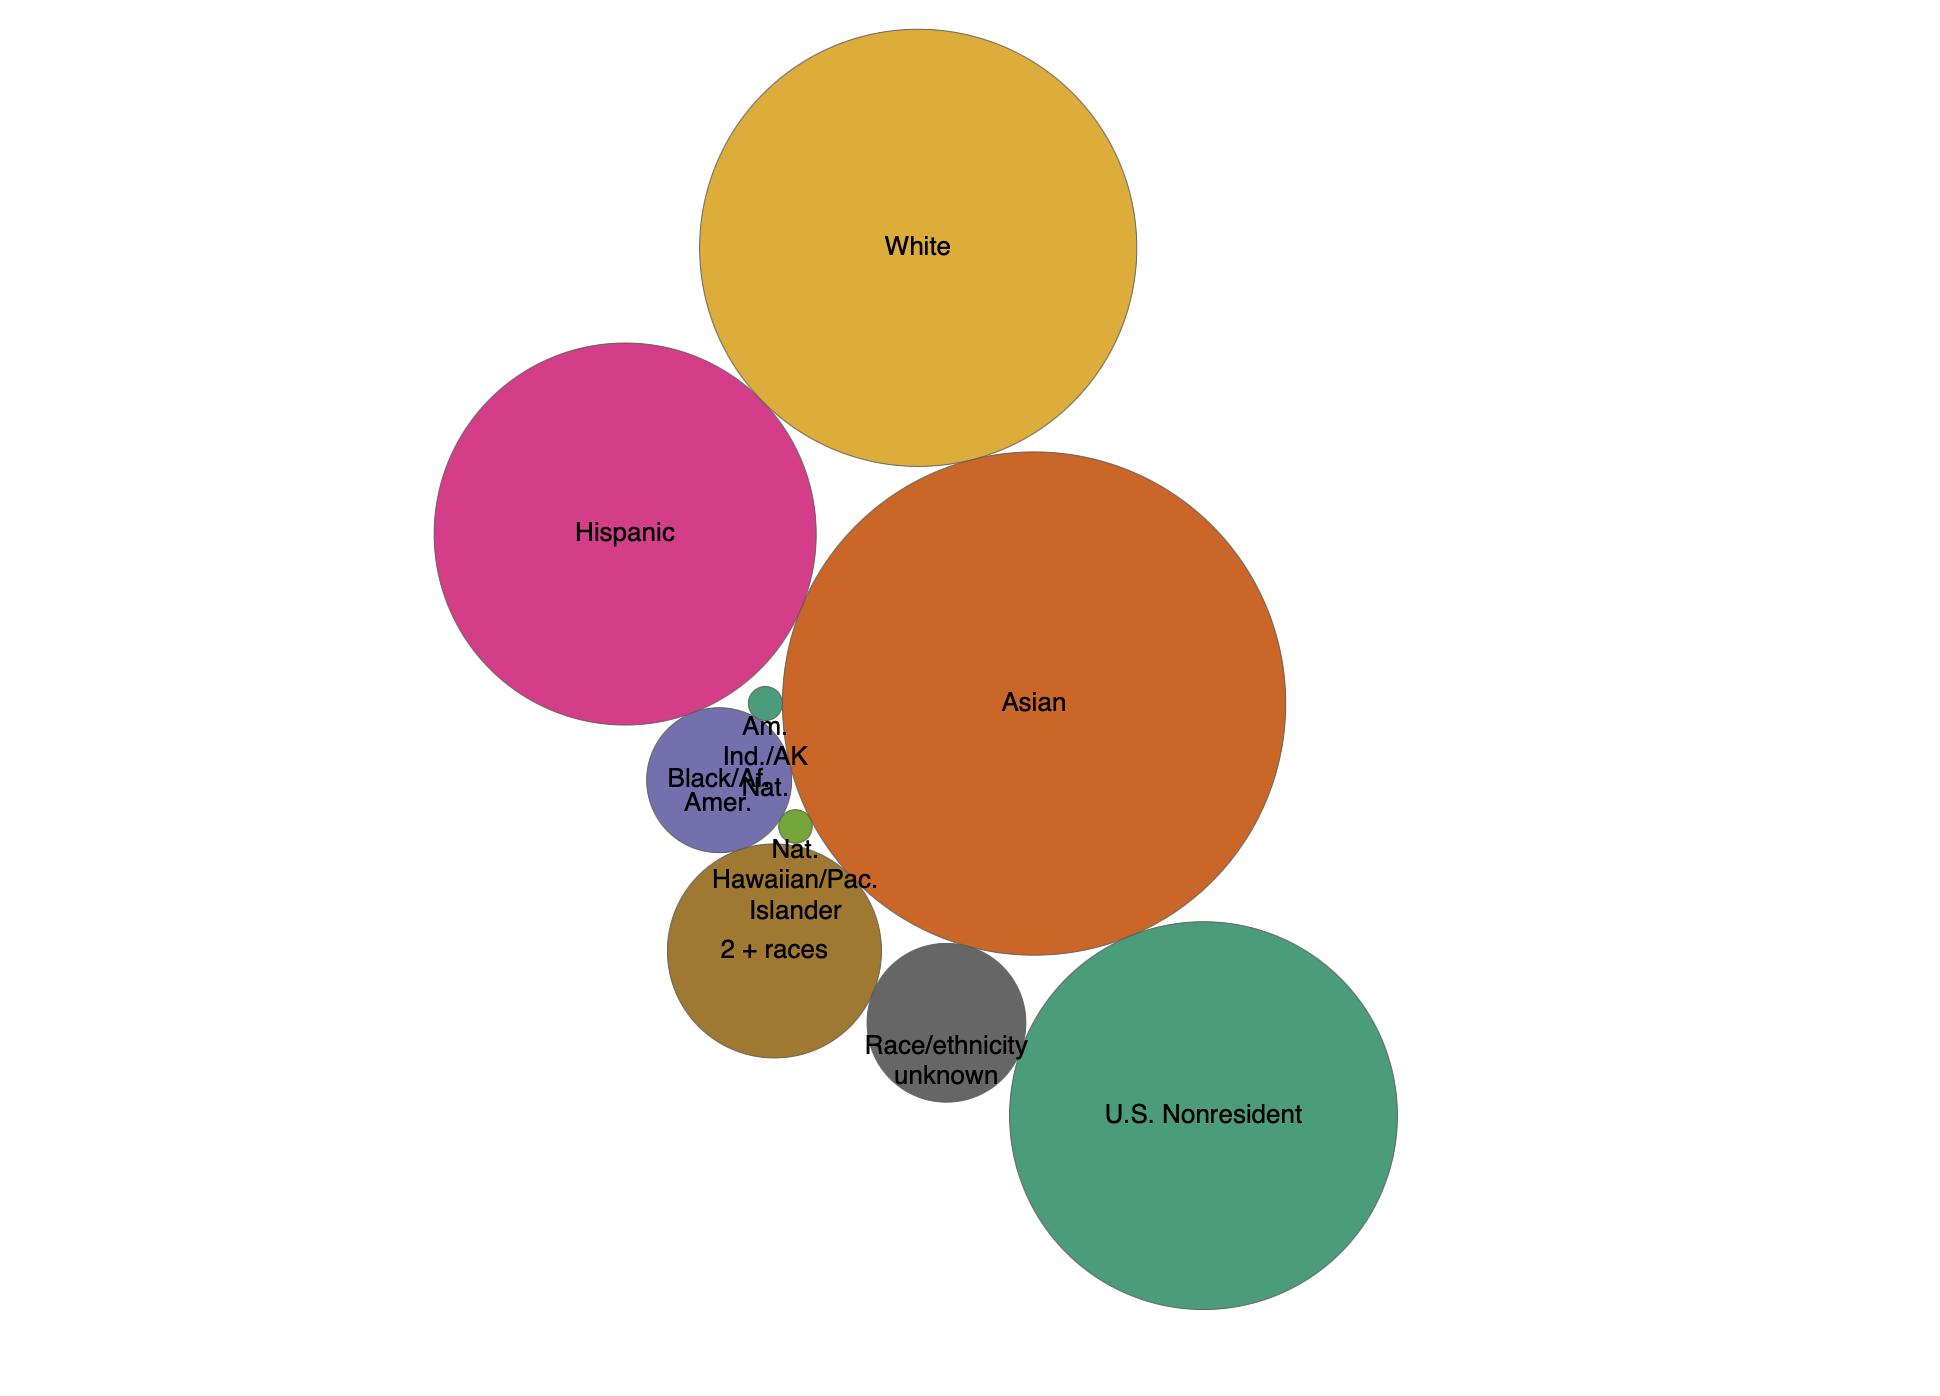 White
Hispanic
Asian
Am.
Ind./AK
Nat.
Black/Af.
Amer.
Nat.
Hawaiian/Pac.
Islander
2 + races
Race/ethnicity
unknown
U.S. Nonresident